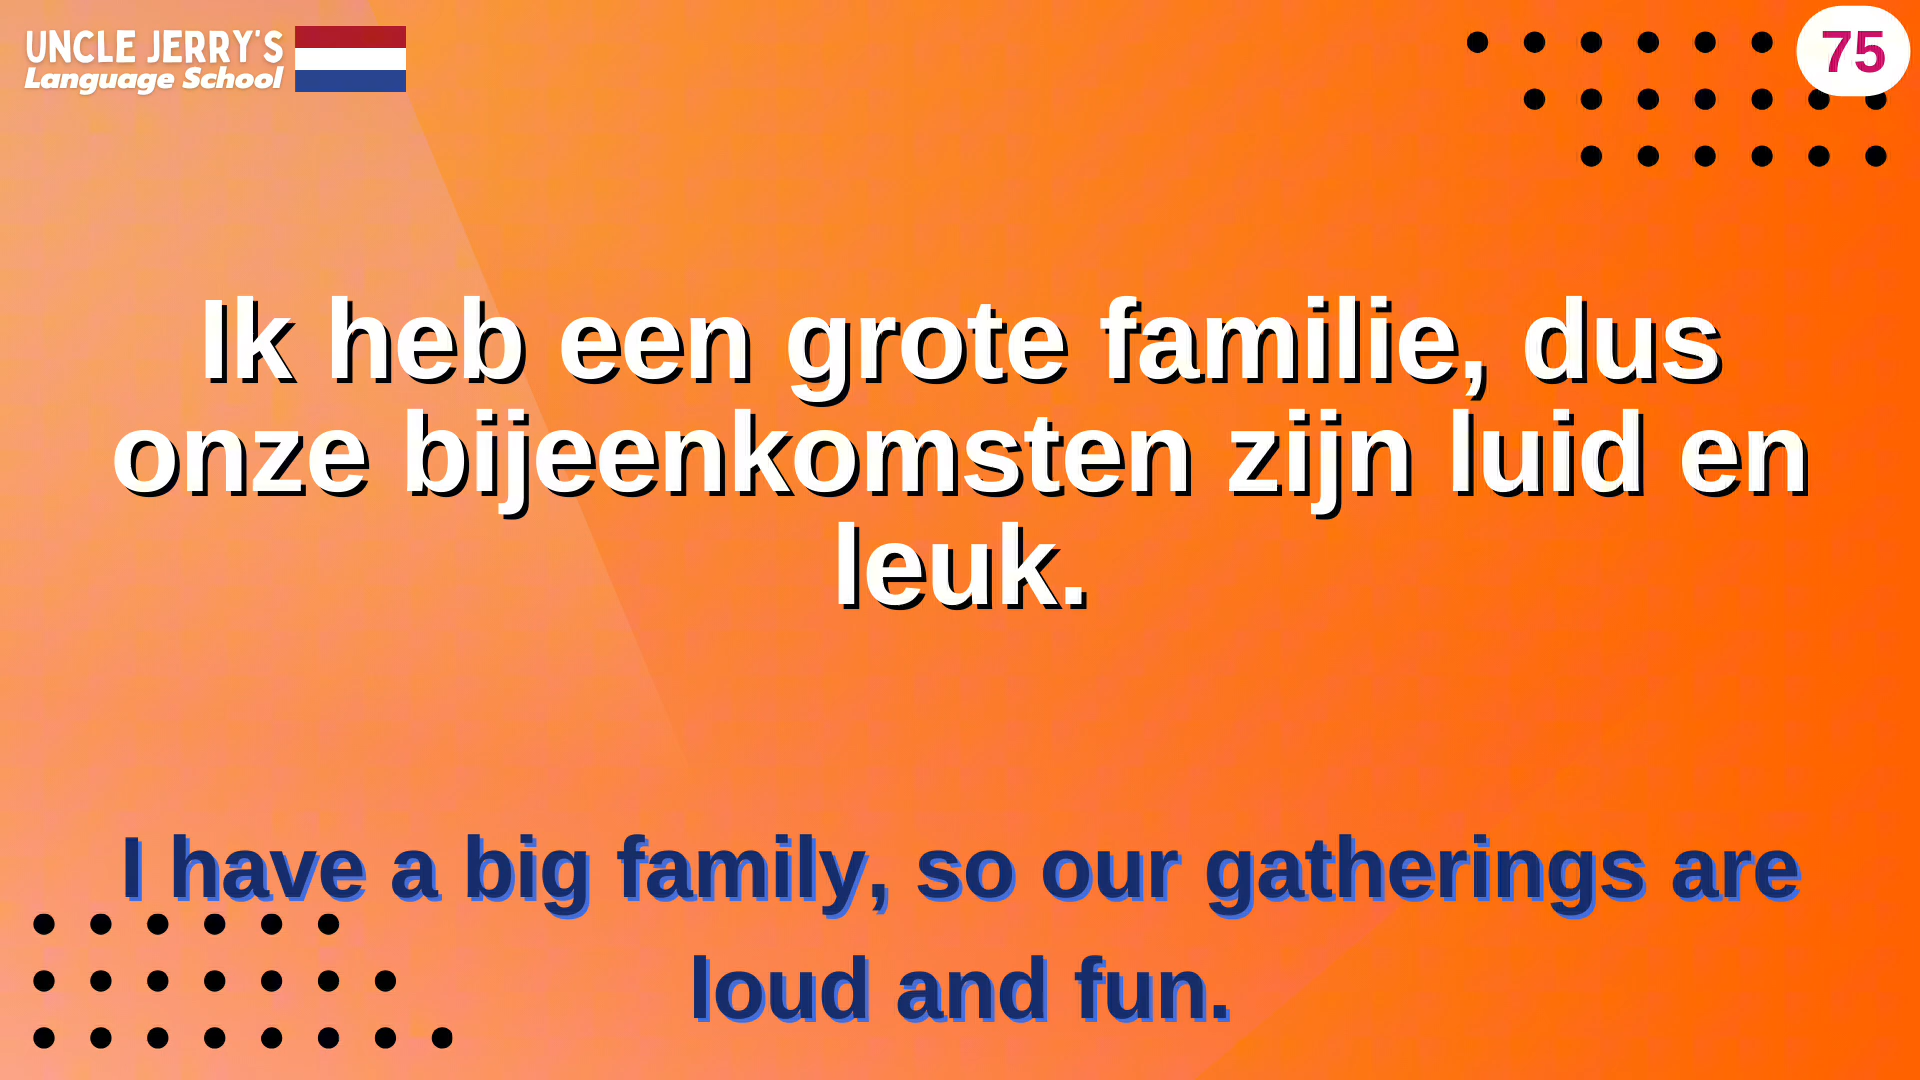 UNCLE JERRY'S
Language School
75
Ik heb een grote familie, dus
onze bijeenkomsten zijn luid en
leuk.
I have a big family, so our gatherings are
loud and fun.